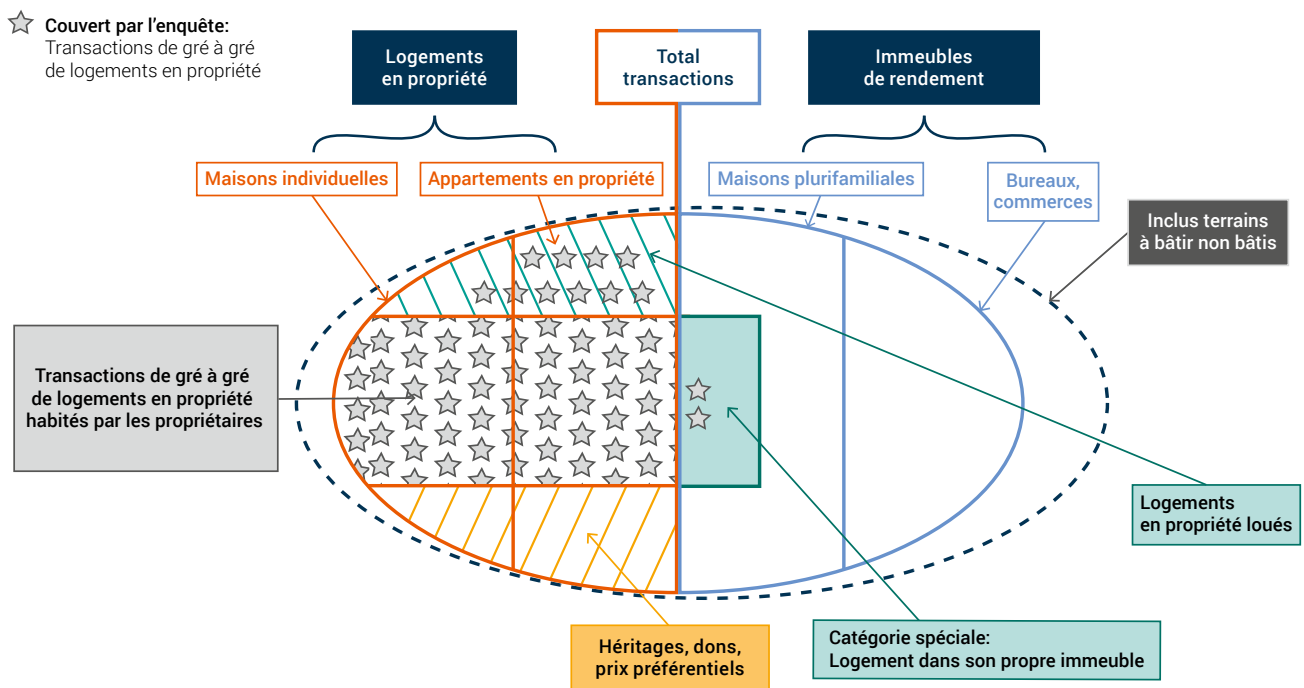 Couvert par l'enquête:
Transactions de gré à gré
de logements en propriété
Logements
en propriété
Total
transactions
Immeubles
de rendement
Maisons individuelles
Appartements en propriété
Maisons plurifamiliales
Bureaux,
commerces
Inclus terrains
à bâtir non bâtis
Transactions de gré à gré
de logements en propriété
habités par les propriétaires
Logements
en propriété loués
Héritages, dons,
prix préférentiels
Catégorie spéciale:
Logement dans son propre immeuble